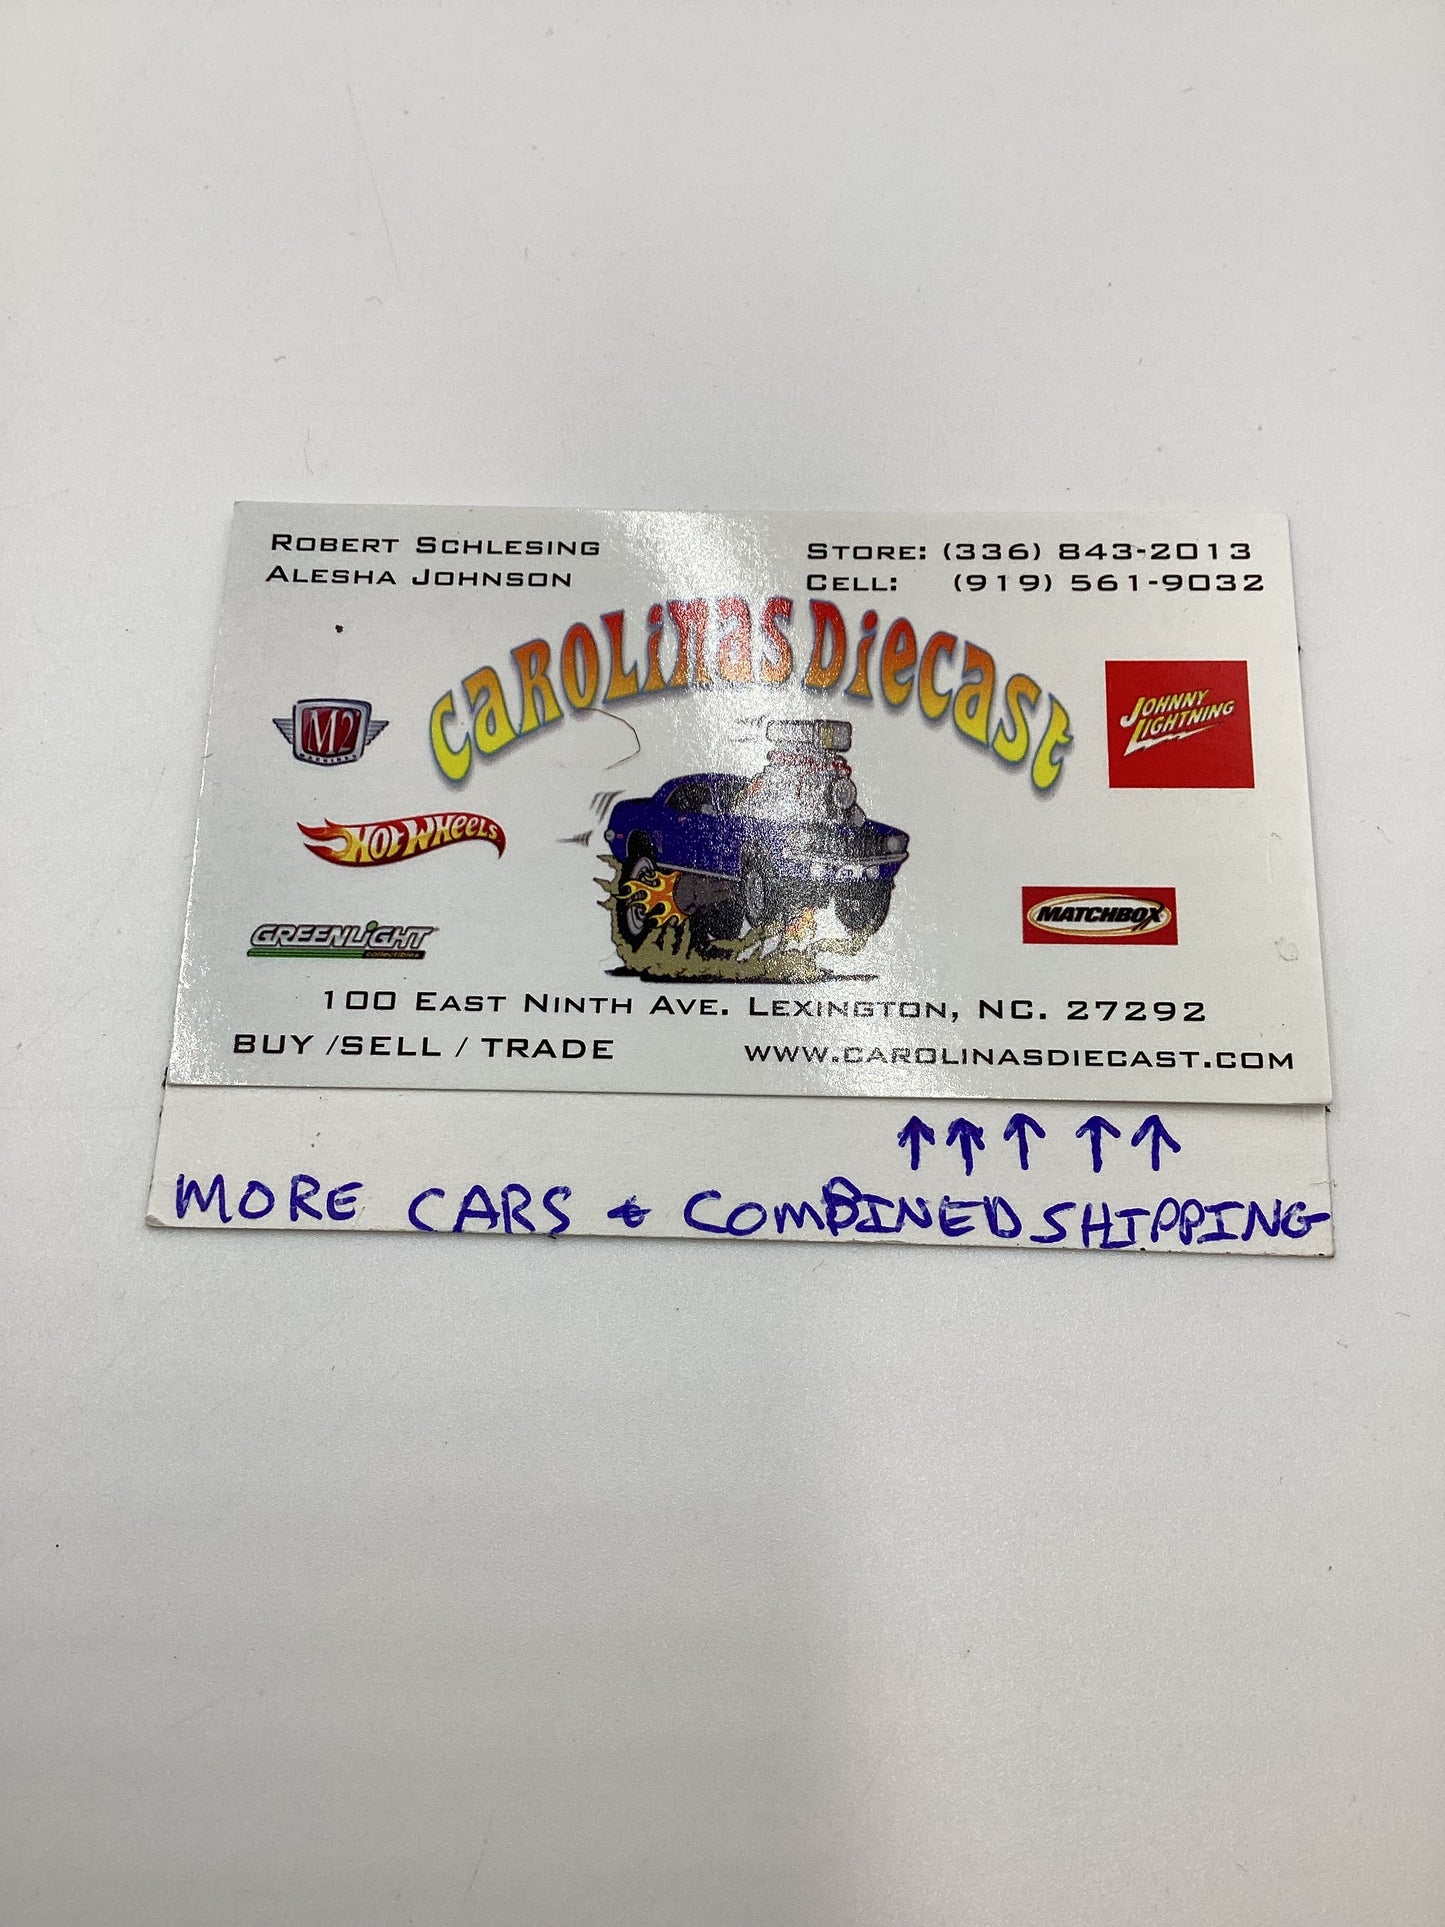 ROBERT SCHLESING
ALESHA JOHNSON
STORE: (336) 843-2013
CELL: (919) 561-9032
CAROLINAS DIECAST
M2
MACHINES
JOHNNY
LIGHTNING
HOT WHEELS
MATCHBOX
GREENLIGHT
collectibles
100 EAST NINTH AVE. LEXINGTON, NC. 27292
BUY /SELL / TRADE
WWW.CAROLINASDIECAST.COM
↑ ↑ ↑ ↑ ↑
MORE CARS & COMBINED SHIPPING